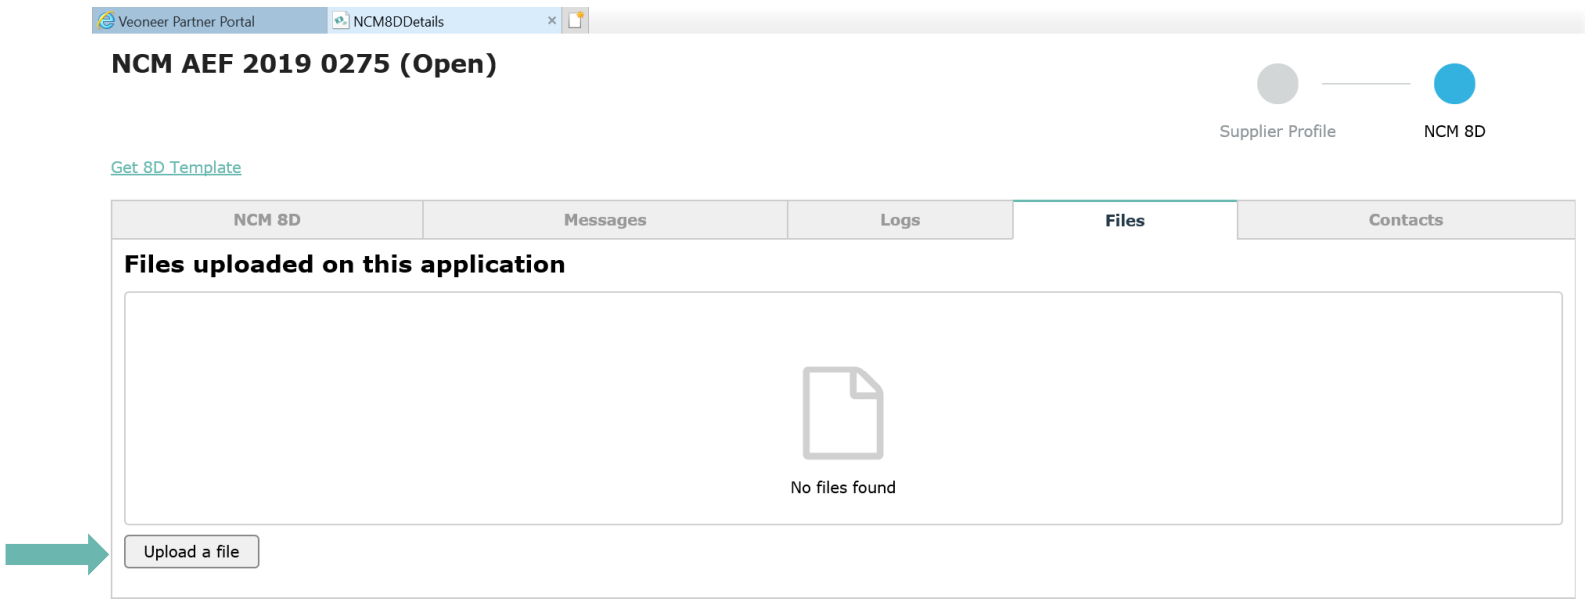 Veoneer Partner Portal
NCM8DDetails
NCM AEF 2019 0275 (Open)
Supplier Profile
NCM 8D
Get 8D Template
NCM 8D
Messages
Logs
Files
Contacts
Files uploaded on this application
No files found
Upload a file